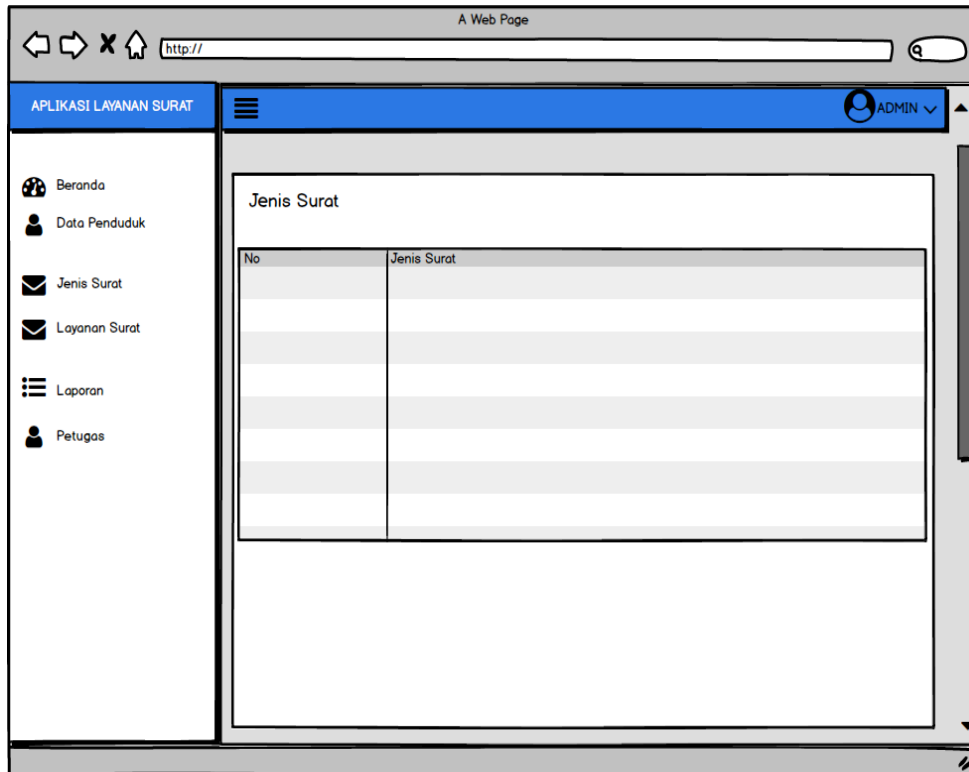 A Web Page
http://
APLIKASI LAYANAN SURAT
ADMIN
Beranda
Data Penduduk
Jenis Surat
Layanan Surat
Laporan
Petugas
Jenis Surat
No Jenis Surat